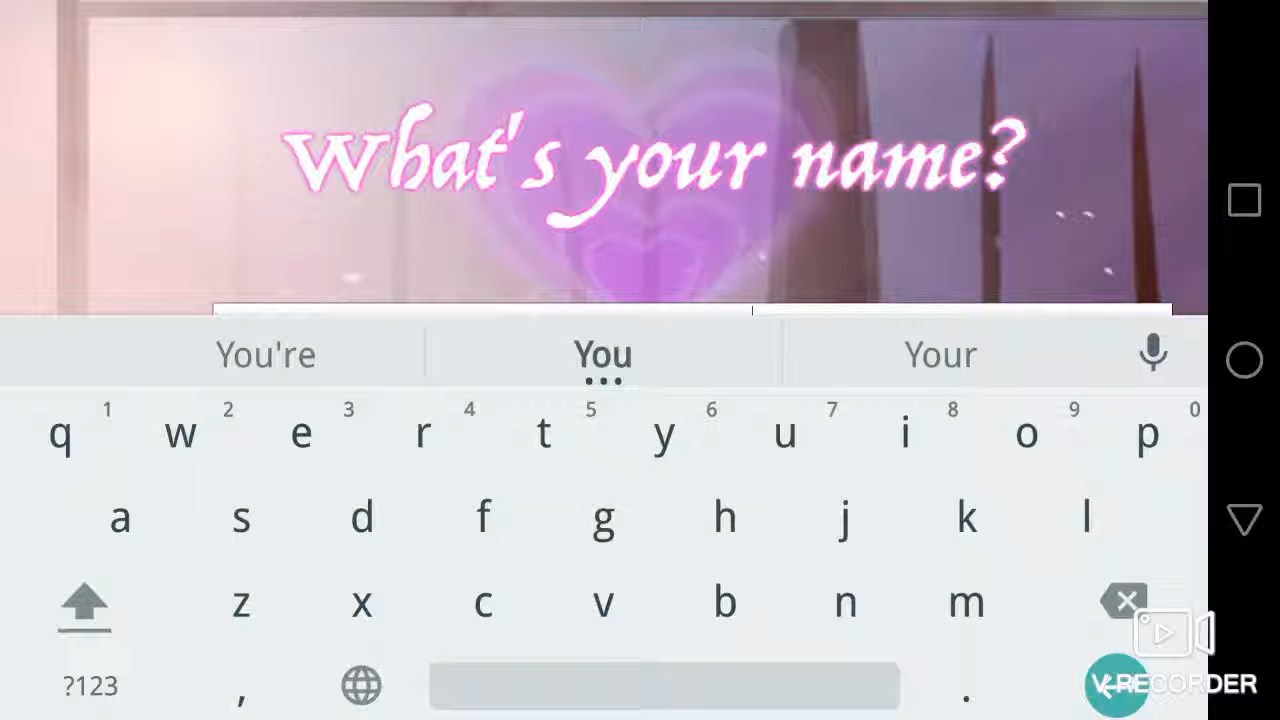 What's your name?
You're You Your
1 2 3 4 5 6 7 8 9 0
q w e r t y u i o p
a s d f g h j k l
z x c v b n m
?123 , .
V-RECORDER